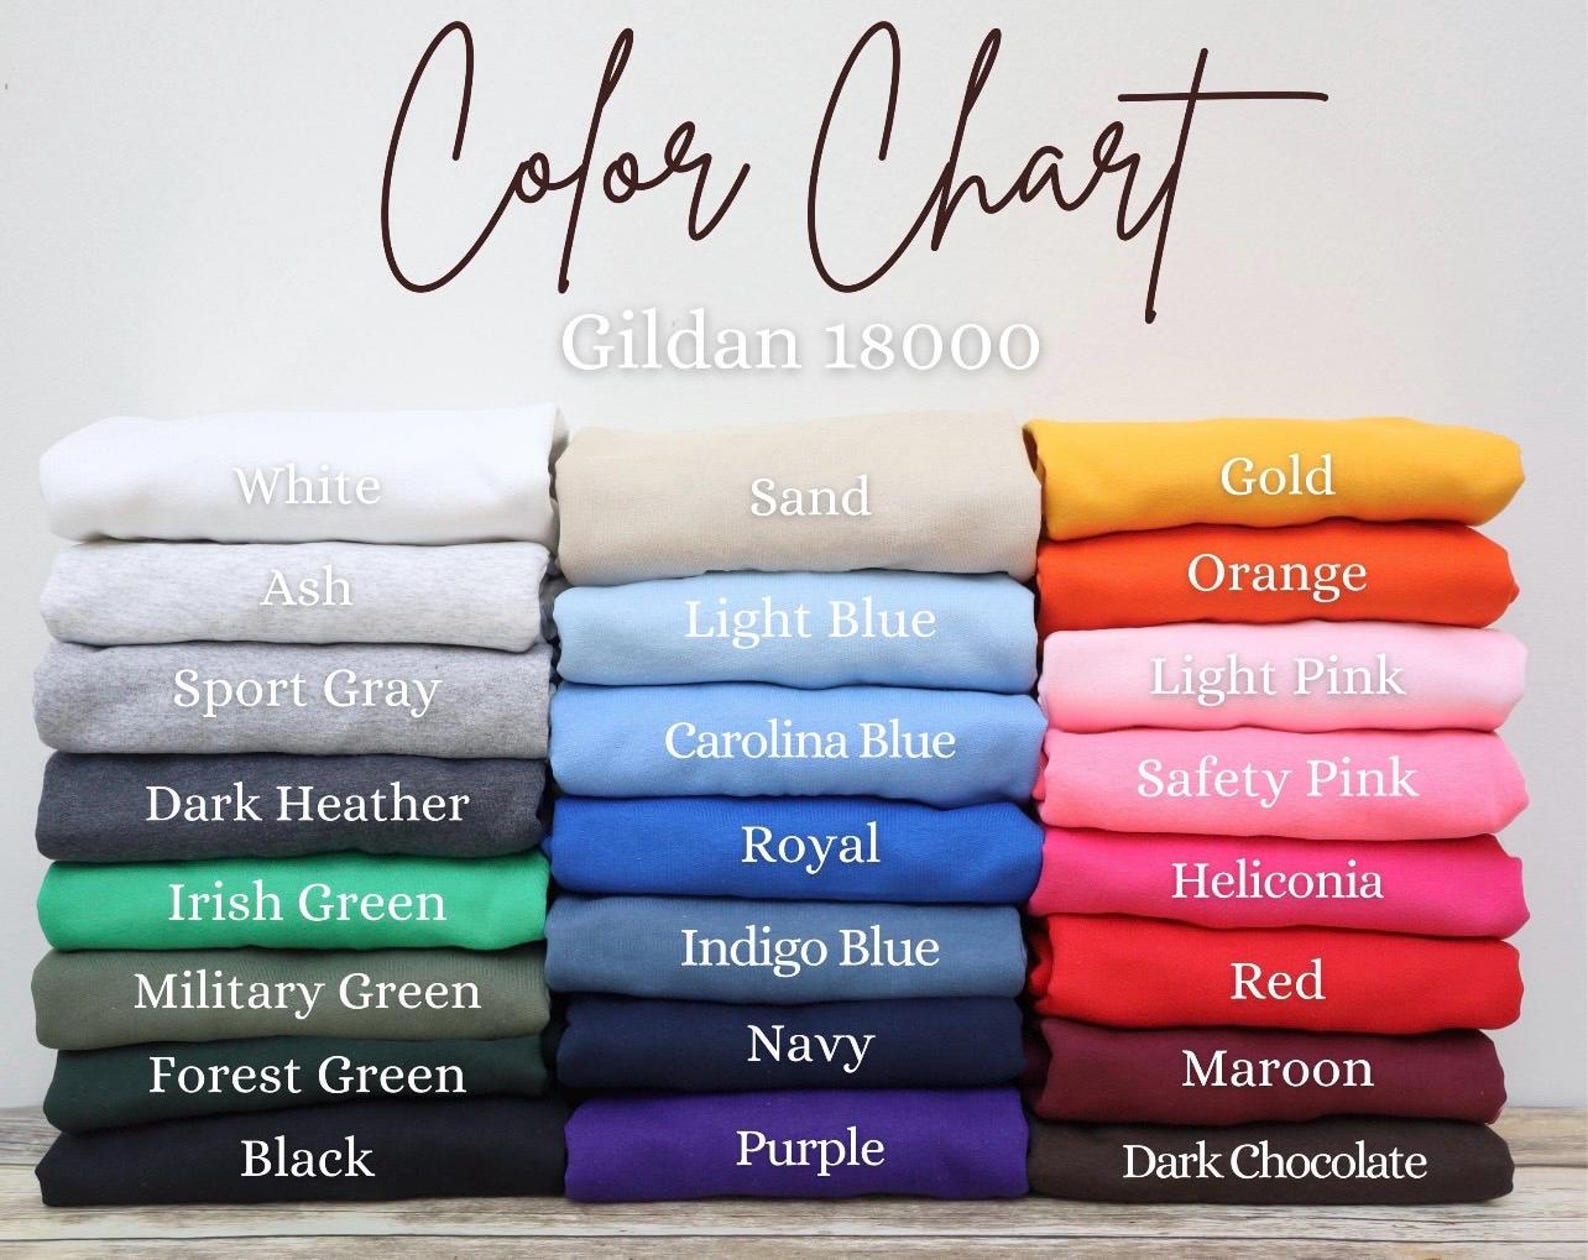 Color Chart
Gildan 18000
White
Ash
Sport Gray
Dark Heather
Irish Green
Military Green
Forest Green
Black
Sand
Light Blue
Carolina Blue
Royal
Indigo Blue
Navy
Purple
Gold
Orange
Light Pink
Safety Pink
Heliconia
Red
Maroon
Dark Chocolate